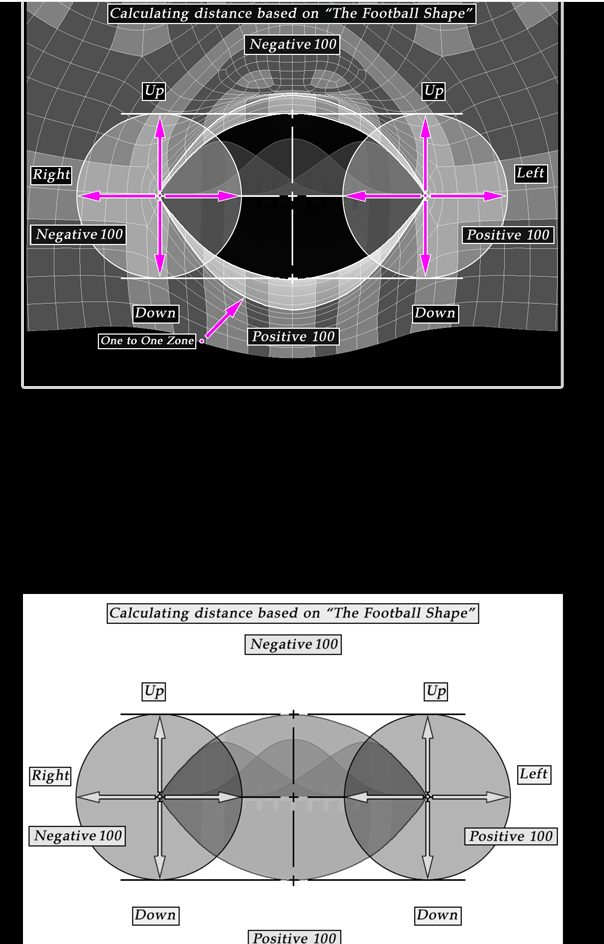 Calculating distance based on “The Football Shape”
Negative 100
Up
Up
Right
Left
Negative 100
Positive 100
Down
Down
One to One Zone
Positive 100
Calculating distance based on “The Football Shape”
Negative 100
Up
Up
Right
Left
Negative 100
Positive 100
Down
Down
Positive 100